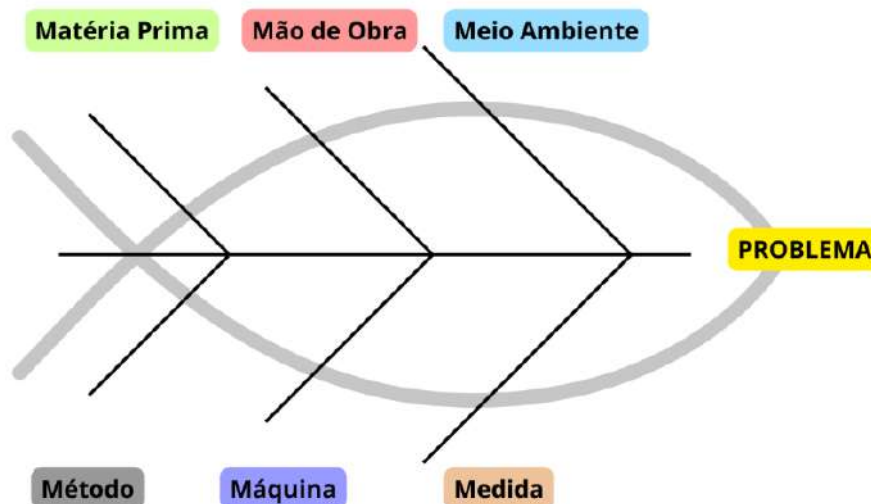 Matéria Prima
Mão de Obra
Meio Ambiente
PROBLEMA
Método
Máquina
Medida